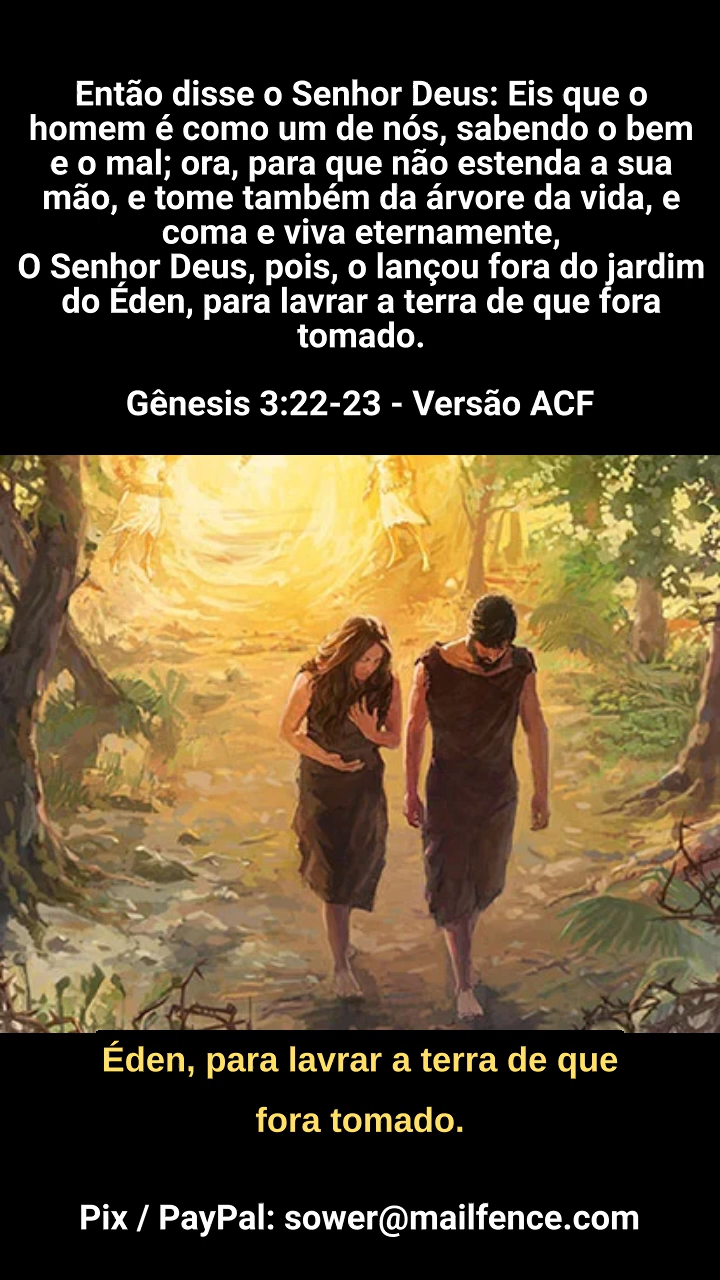 Então disse o Senhor Deus: Eis que o
homem é como um de nós, sabendo o bem
e o mal; ora, para que não estenda a sua
mão, e tome também da árvore da vida, e
coma e viva eternamente,
O Senhor Deus, pois, o lançou fora do jardim
do Éden, para lavrar a terra de que fora
tomado.
Gênesis 3:22-23 - Versão ACF
Éden, para lavrar a terra de que
fora tomado.
Pix / PayPal: sower@mailfence.com